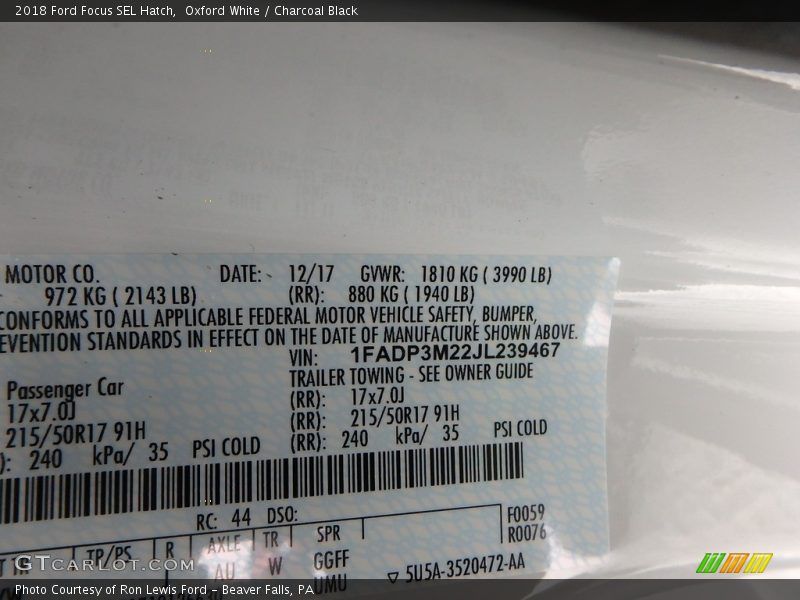 2018 Ford Focus SEL Hatch, Oxford White / Charcoal Black
MOTOR CO. DATE: 12/17 GVWR: 1810 KG ( 3990 LB)
972 KG ( 2143 LB) (RR): 880 KG ( 1940 LB)
CONFORMS TO ALL APPLICABLE FEDERAL MOTOR VEHICLE SAFETY, BUMPER,
EVENTION STANDARDS IN EFFECT ON THE DATE OF MANUFACTURE SHOWN ABOVE.
VIN: 1FADP3M22JL239467
Passenger Car TRAILER TOWING - SEE OWNER GUIDE
17x7.0J (RR): 17x7.0J
215/50R17 91H (RR): 215/50R17 91H
): 240 kPa/ 35 PSI COLD (RR): 240 kPa/ 35 PSI COLD
RC: 44 DSO: F0059
R0076
TP/PS R AXLE TR SPR
AU W GGFF
UMU ▽ 5U5A-3520472-AA
GTCARLOT.COM
Photo Courtesy of Ron Lewis Ford – Beaver Falls, PA